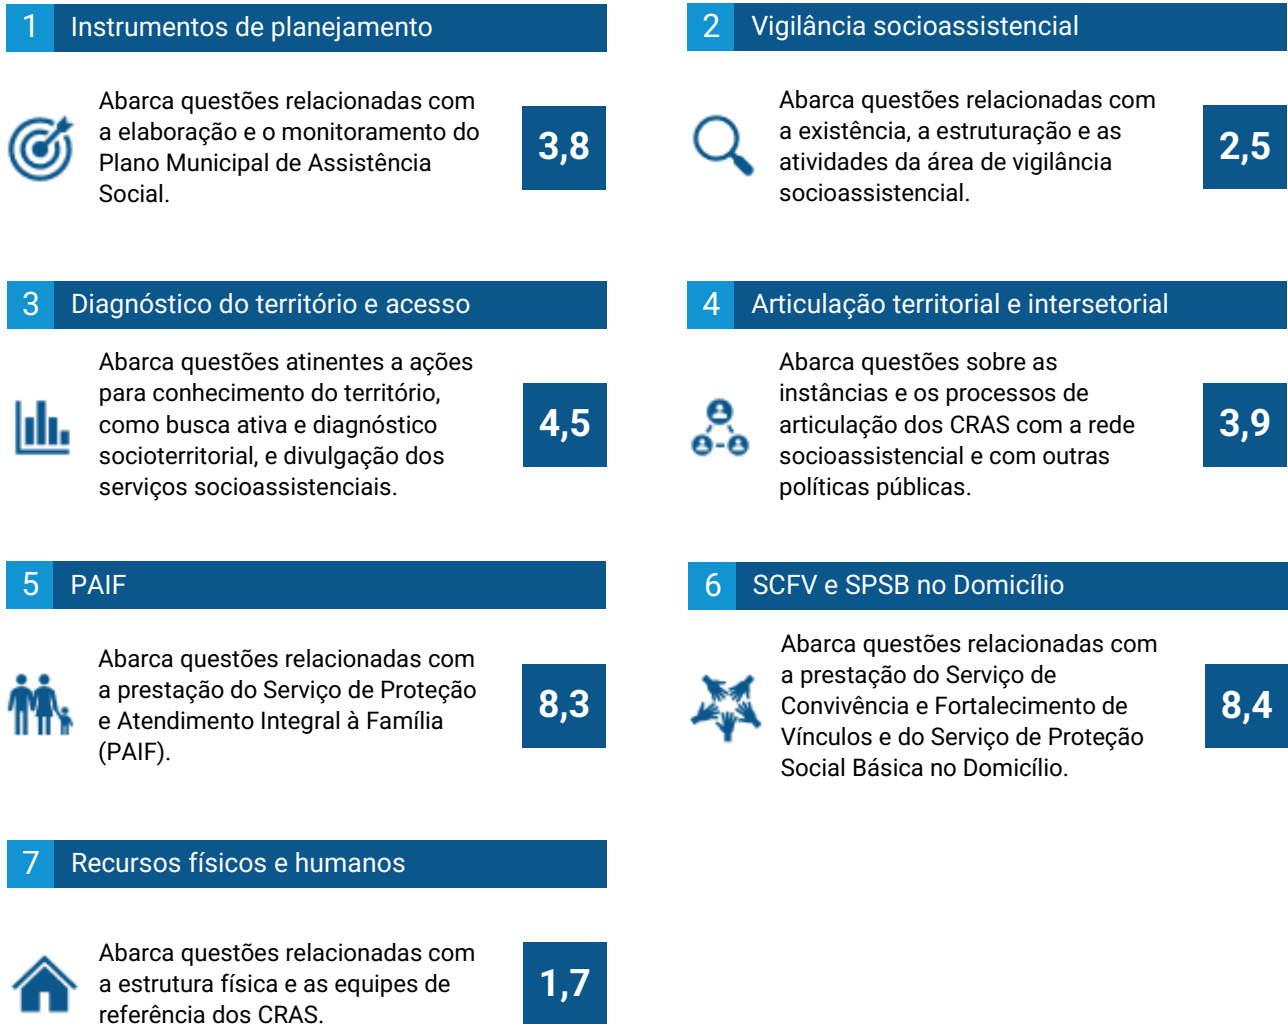 1 Instrumentos de planejamento
Abarca questões relacionadas com
a elaboração e o monitoramento do
Plano Municipal de Assistência
Social.
3,8
2 Vigilância socioassistencial
Abarca questões relacionadas com
a existência, a estruturação e as
atividades da área de vigilância
socioassistencial.
2,5
3 Diagnóstico do território e acesso
Abarca questões atinentes a ações
para conhecimento do território,
como busca ativa e diagnóstico
socioterritorial, e divulgação dos
serviços socioassistenciais.
4,5
4 Articulação territorial e intersetorial
Abarca questões sobre as
instâncias e os processos de
articulação dos CRAS com a rede
socioassistencial e com outras
políticas públicas.
3,9
5 PAIF
Abarca questões relacionadas com
a prestação do Serviço de Proteção
e Atendimento Integral à Família
(PAIF).
8,3
6 SCFV e SPSB no Domicílio
Abarca questões relacionadas com
a prestação do Serviço de
Convivência e Fortalecimento de
Vínculos e do Serviço de Proteção
Social Básica no Domicílio.
8,4
7 Recursos físicos e humanos
Abarca questões relacionadas com
a estrutura física e as equipes de
referência dos CRAS.
1,7